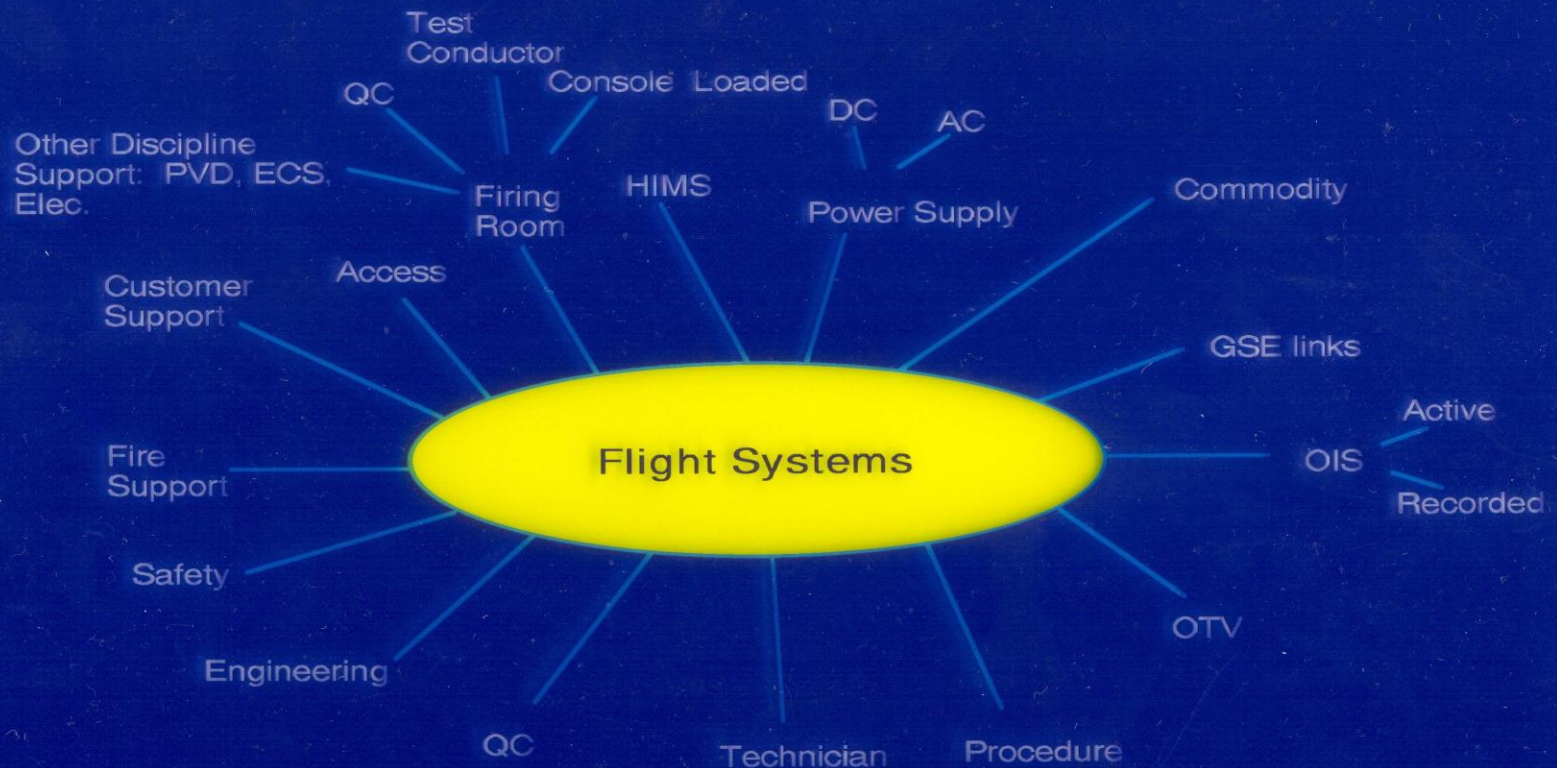 Test
Conductor
Console Loaded
QC
DC
AC
Other Discipline
Support: PVD, ECS,
Elec.
Firing
Room
HIMS
Power Supply
Commodity
Access
Customer
Support
GSE links
Active
OIS
Recorded
Flight Systems
Fire
Support
Safety
OTV
Engineering
QC
Technician
Procedure